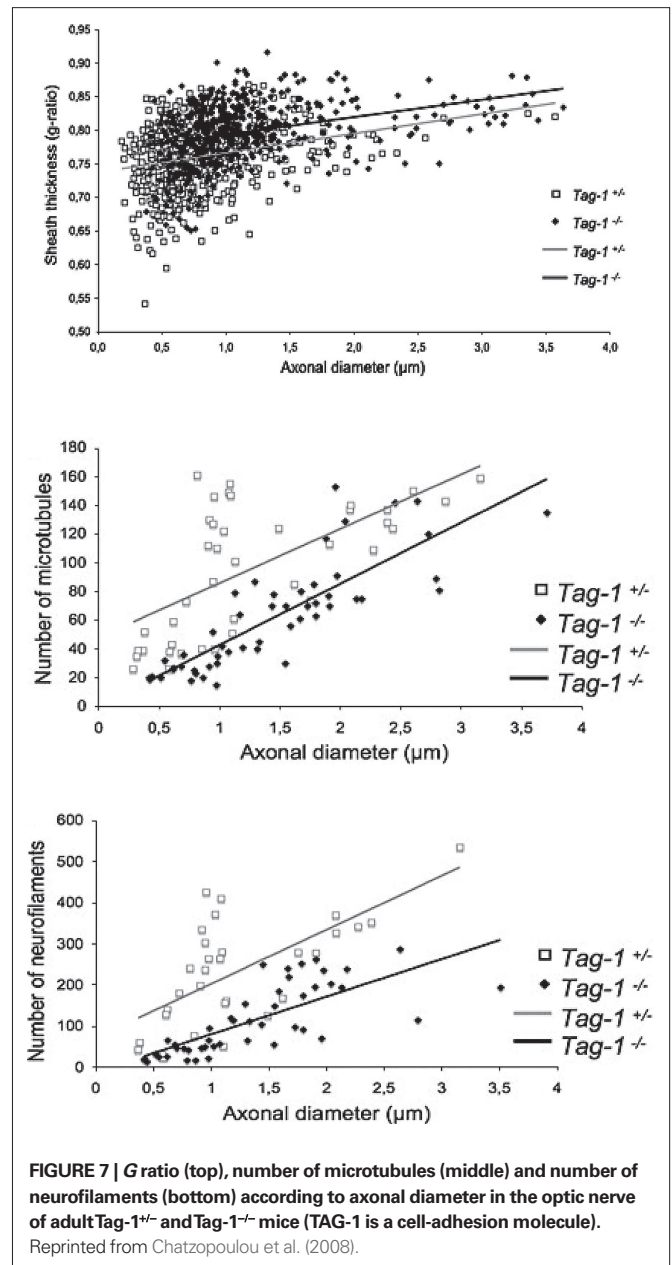 0,95
0,90
0,85
0,80
0,75
0,70
0,65
0,60
0,55
0,50
Sheath thickness (g-ratio)
0,0 0,5 1,0 1,5 2,0 2,5 3,0 3,5 4,0
Axonal diameter (µm)
Tag-1 +/-
Tag-1 -/-
Tag-1 +/-
Tag-1 -/-
180
160
140
120
100
80
60
40
20
0
Number of microtubules
0 0,5 1 1,5 2 2,5 3 3,5 4
Axonal diameter (µm)
Tag-1 +/-
Tag-1 -/-
Tag-1 +/-
Tag-1 -/-
600
500
400
300
200
100
0
Number of neurofilaments
0 0,5 1 1,5 2 2,5 3 3,5 4
Axonal diameter (µm)
Tag-1 +/-
Tag-1 -/-
Tag-1 +/-
Tag-1 -/-
FIGURE 7 | G ratio (top), number of microtubules (middle) and number of
neurofilaments (bottom) according to axonal diameter in the optic nerve
of adultTag-1+/− andTag-1−/− mice (TAG-1 is a cell-adhesion molecule).
Reprinted from Chatzopoulou et al. (2008).